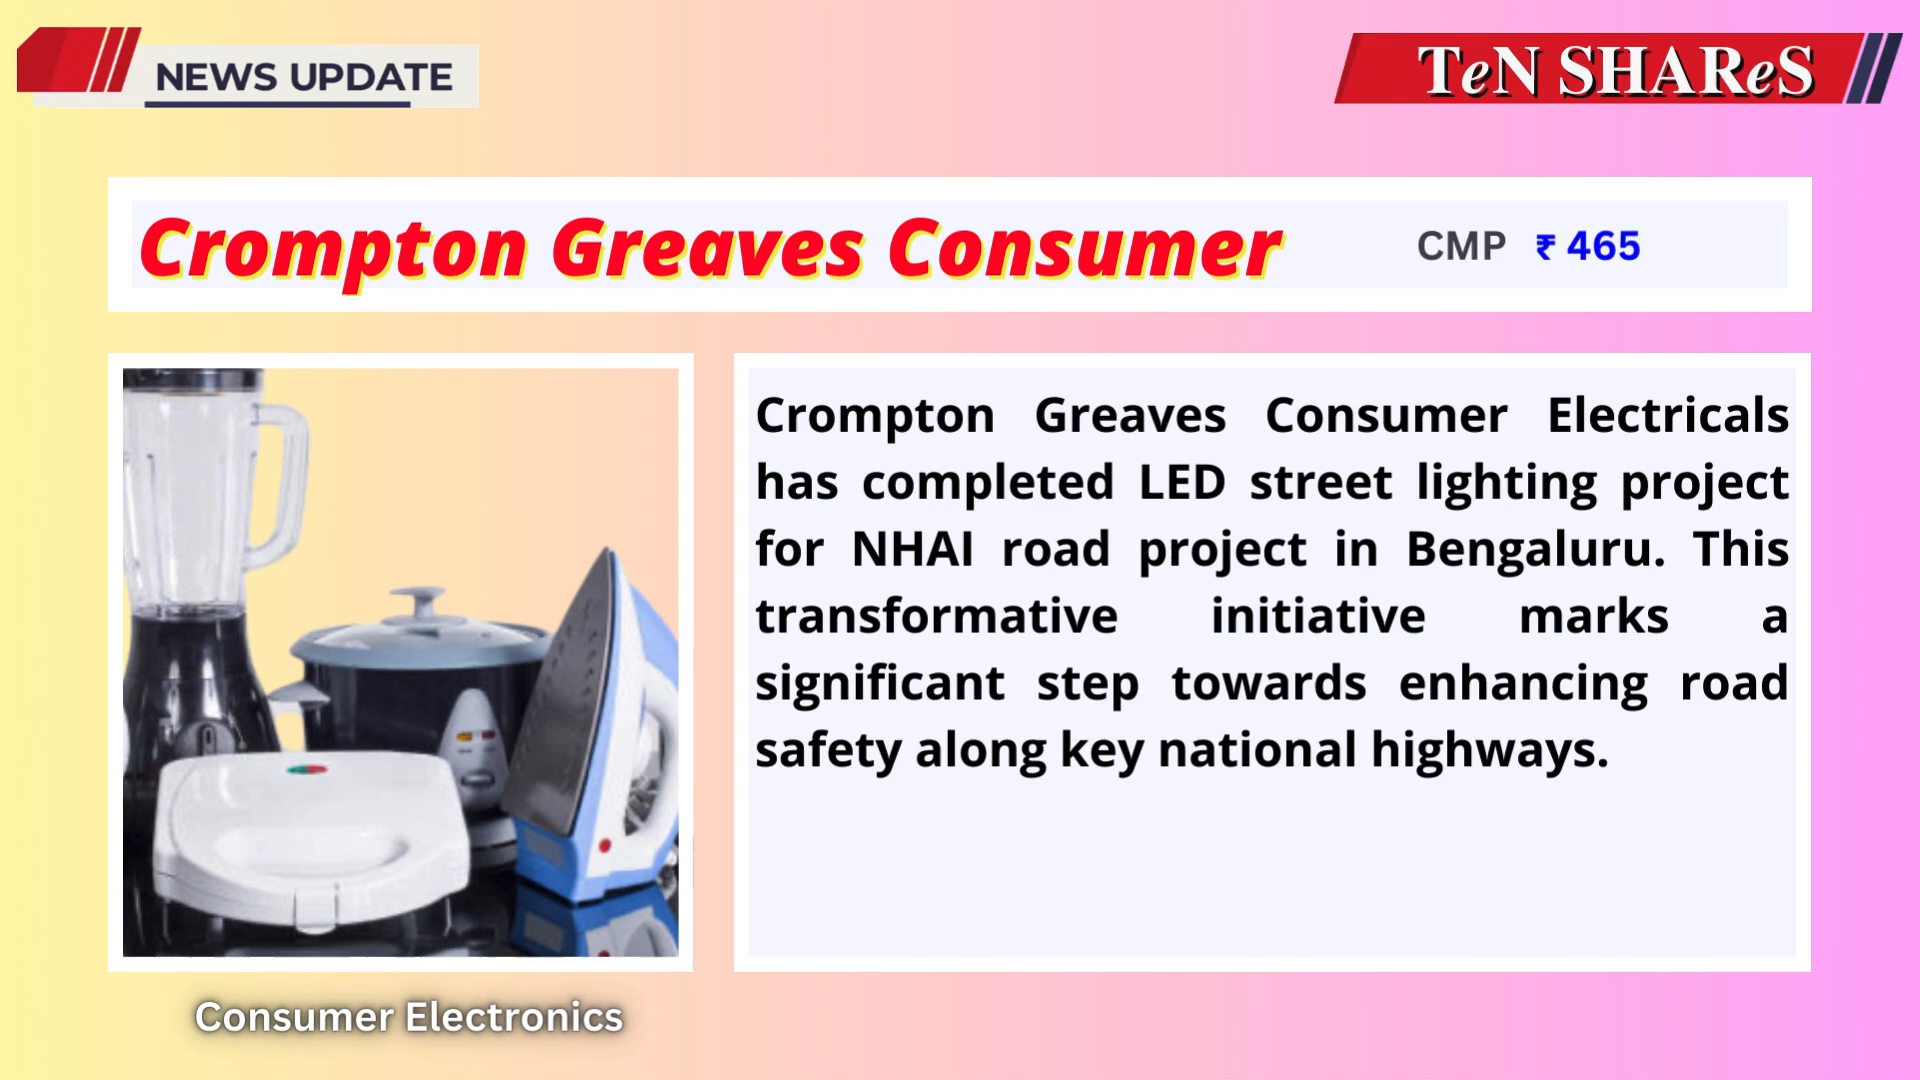 NEWS UPDATE
TeN SHAReS
Crompton Greaves Consumer
CMP ₹ 465
Crompton Greaves Consumer Electricals
has completed LED street lighting project
for NHAI road project in Bengaluru. This
transformative initiative marks a
significant step towards enhancing road
safety along key national highways.
Consumer Electronics